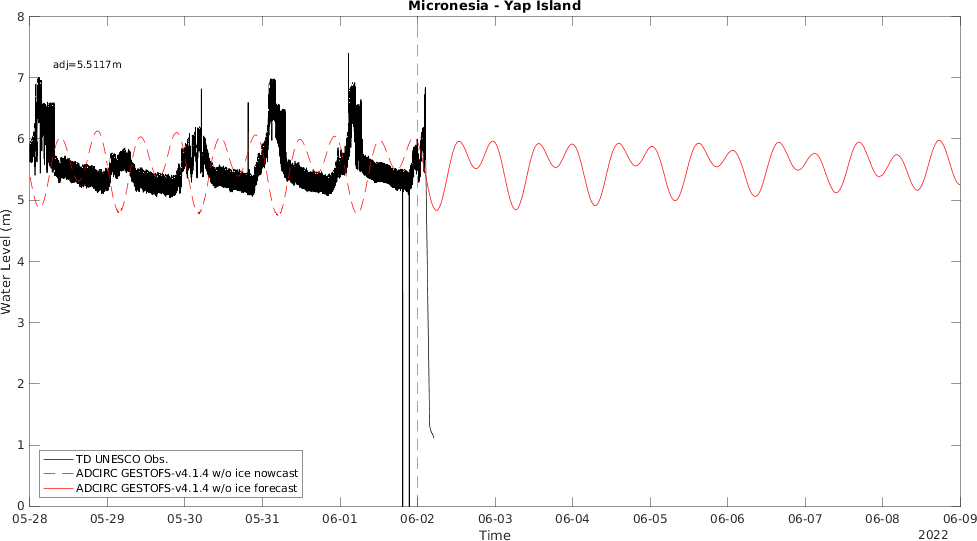 Micronesia - Yap Island
8
adj=5.5117m
7
6
5
4
3
2
1
0
Water Level (m)
TD UNESCO Obs.
ADCIRC GESTOFS-v4.1.4 w/o ice nowcast
ADCIRC GESTOFS-v4.1.4 w/o ice forecast
05-28 05-29 05-30 05-31 06-01 06-02 06-03 06-04 06-05 06-06 06-07 06-08 06-09
Time
2022